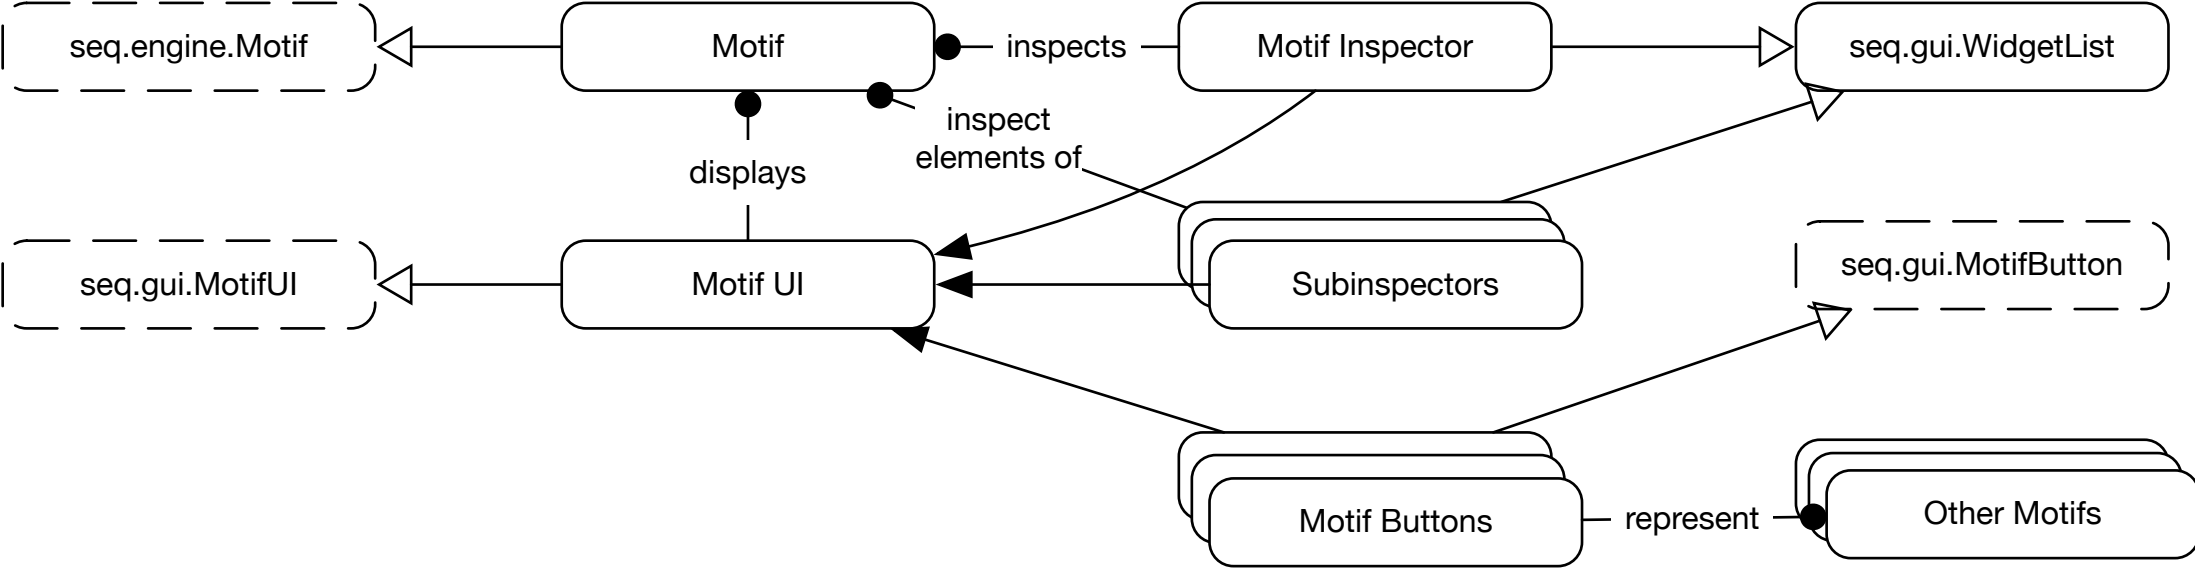 seq.engine.Motif
Motif
inspects
Motif Inspector
seq.gui.WidgetList
inspect
elements of
displays
seq.gui.MotifUI
Motif UI
Subinspectors
seq.gui.MotifButton
Motif Buttons
represent
Other Motifs